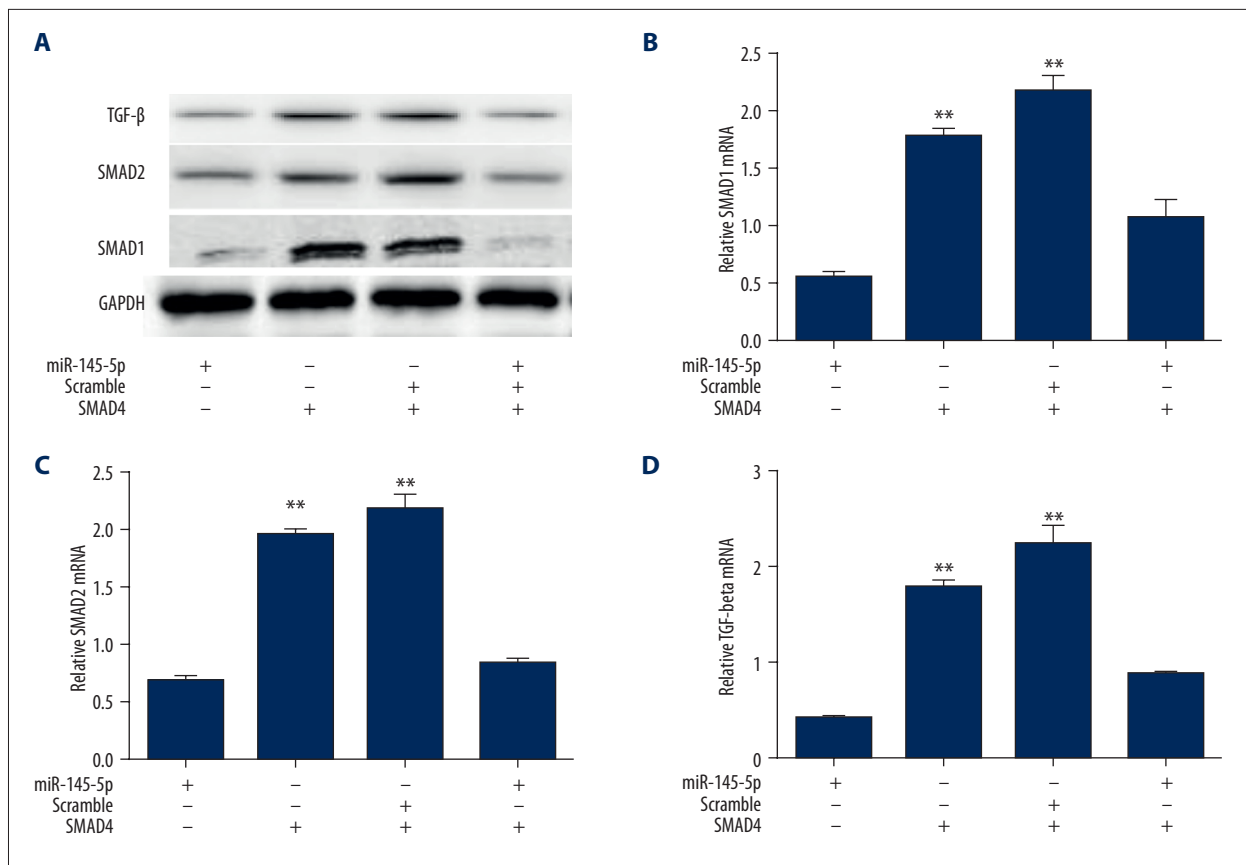 A
TGF-β
SMAD2
SMAD1
GAPDH
miR-145-5p + – – +
Scramble – – + +
SMAD4 – + + +
B
Relative SMAD1 mRNA
2.5
2.0
1.5
1.0
0.5
0.0
**
**
miR-145-5p + – – +
Scramble – – + –
SMAD4 – + + +
C
Relative SMAD2 mRNA
2.5
2.0
1.5
1.0
0.5
0.0
**
**
miR-145-5p + – – +
Scramble – – + –
SMAD4 – + + +
D
Relative TGF-beta mRNA
3
2
1
0
**
**
miR-145-5p + – – +
Scramble – – + –
SMAD4 – + + +